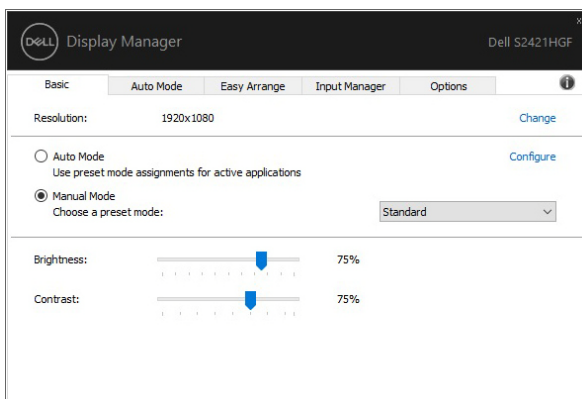 DELL Display Manager
Dell S2421HGF
Basic Auto Mode Easy Arrange Input Manager Options
Resolution: 1920x1080 Change
Auto Mode Configure
Use preset mode assignments for active applications
Manual Mode
Choose a preset mode: Standard
Brightness: 75%
Contrast: 75%